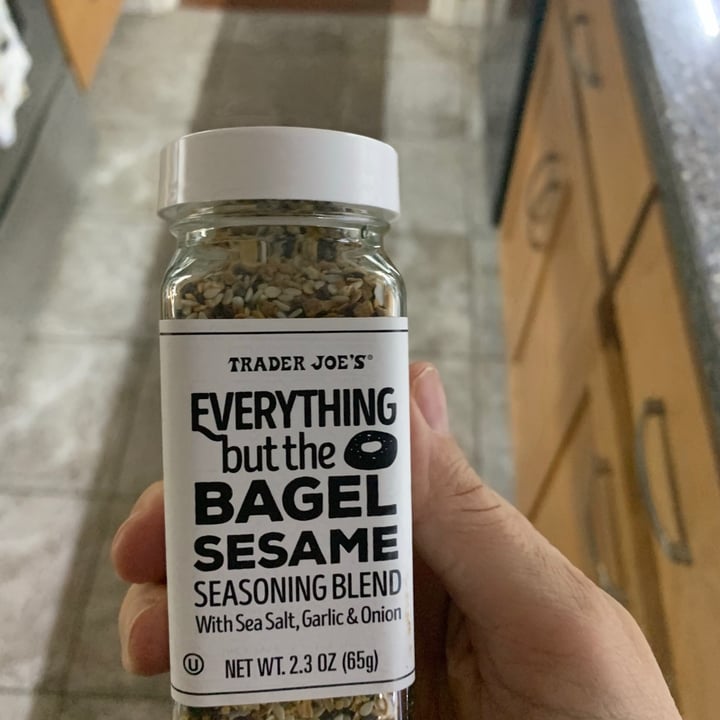 TRADER JOE'S®
EVERYTHING
but the
BAGEL
SESAME
SEASONING BLEND
With Sea Salt, Garlic & Onion
U NET WT. 2.3 OZ (65g)